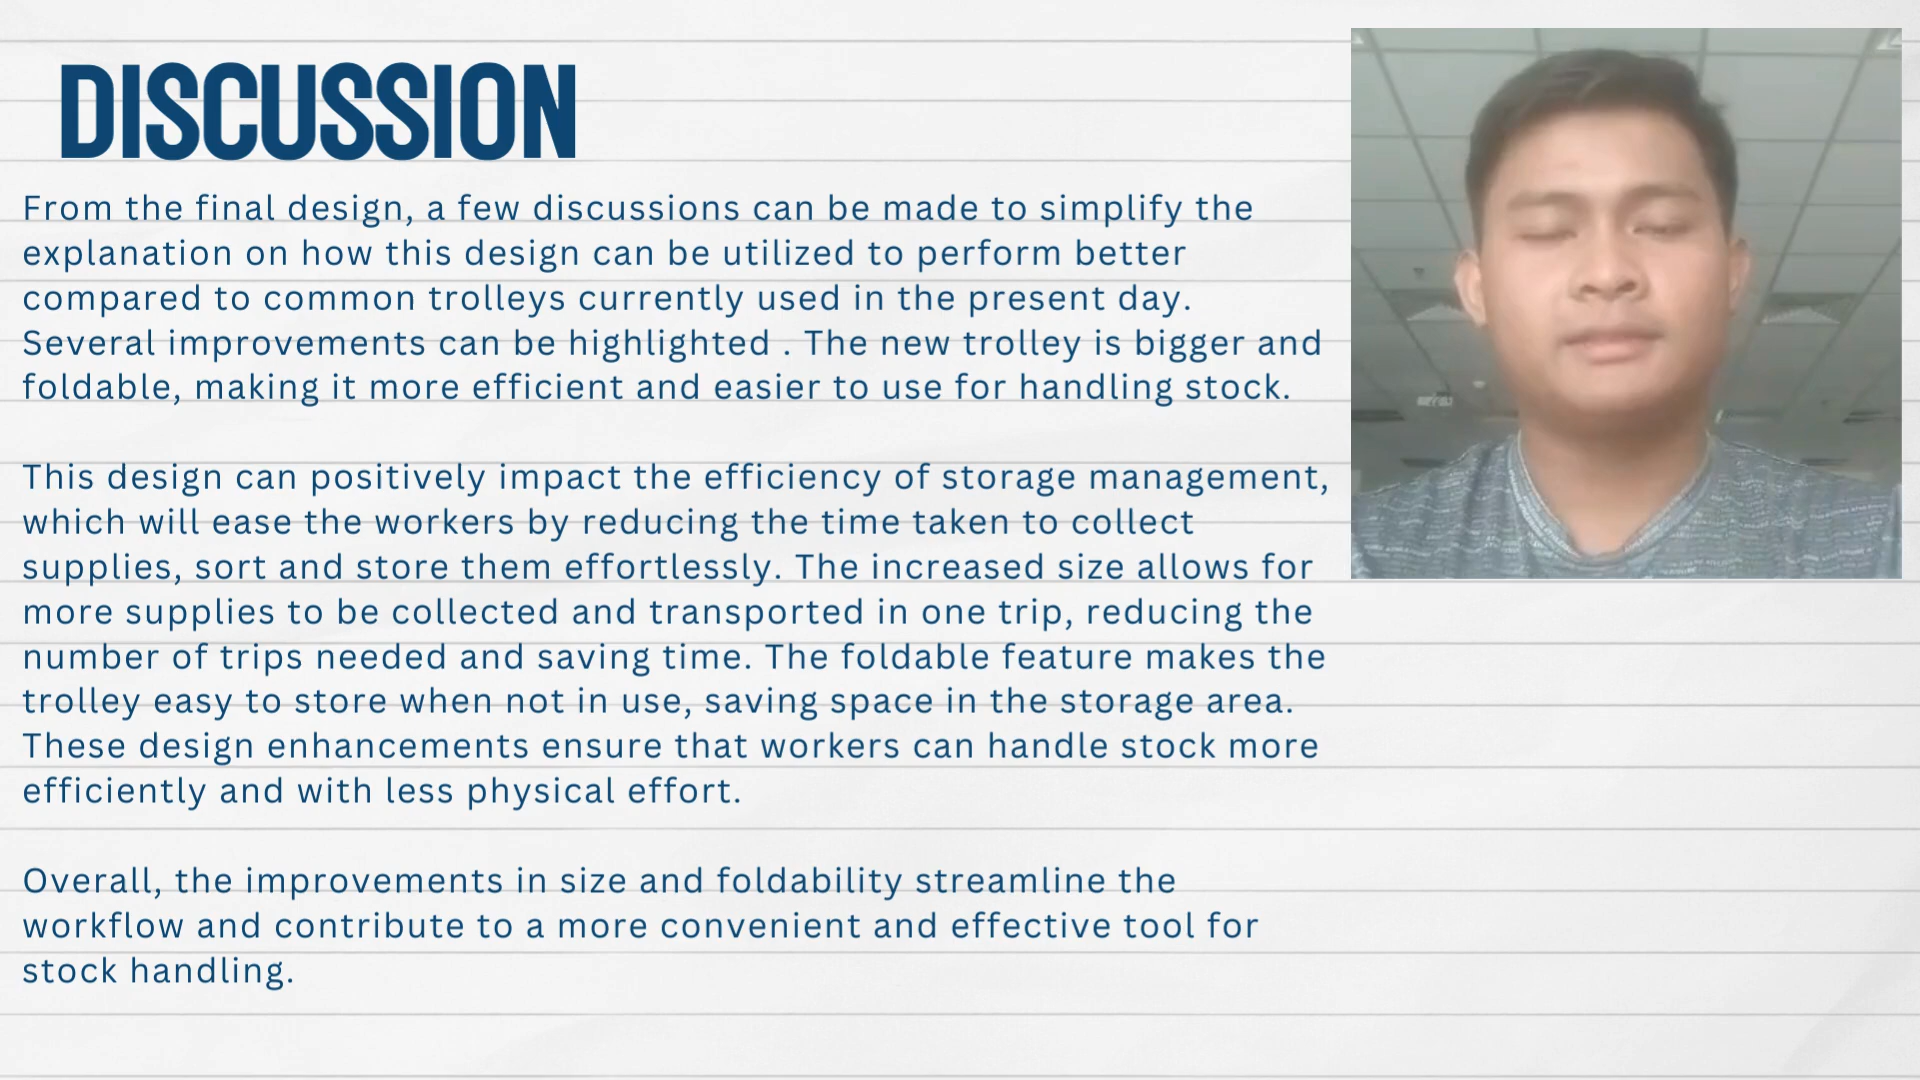 DISCUSSION
From the final design, a few discussions can be made to simplify the
explanation on how this design can be utilized to perform better
compared to common trolleys currently used in the present day.
Several improvements can be highlighted . The new trolley is bigger and
foldable, making it more efficient and easier to use for handling stock.
This design can positively impact the efficiency of storage management,
which will ease the workers by reducing the time taken to collect
supplies, sort and store them effortlessly. The increased size allows for
more supplies to be collected and transported in one trip, reducing the
number of trips needed and saving time. The foldable feature makes the
trolley easy to store when not in use, saving space in the storage area.
These design enhancements ensure that workers can handle stock more
efficiently and with less physical effort.
Overall, the improvements in size and foldability streamline the
workflow and contribute to a more convenient and effective tool for
stock handling.